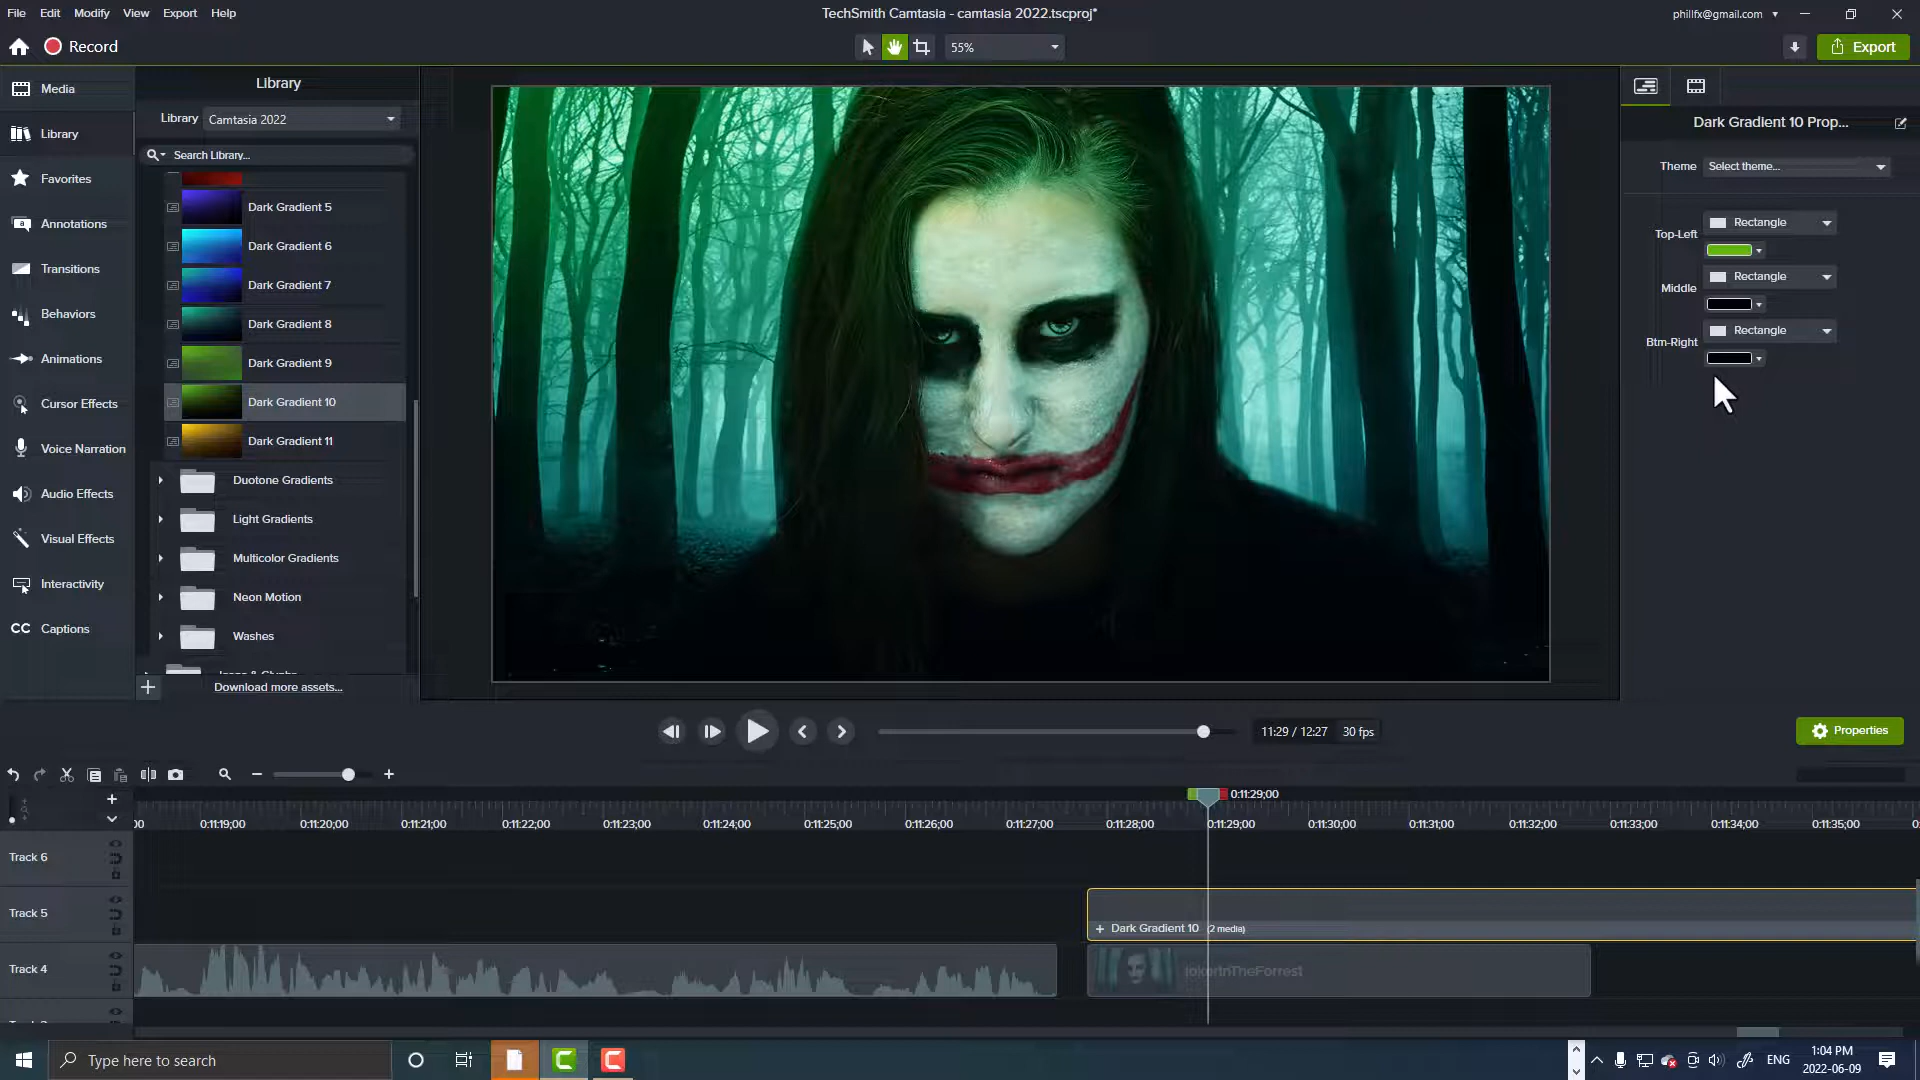 File Edit Modify View Export Help
TechSmith Camtasia - camtasia 2022.tscproj*
phillfx@gmail.com
Record
55%
Export
Media
Library
Favorites
Annotations
Transitions
Behaviors
Animations
Cursor Effects
Voice Narration
Audio Effects
Visual Effects
Interactivity
CC Captions
Library
Library Camtasia 2022
Search Library...
Dark Gradient 5
Dark Gradient 6
Dark Gradient 7
Dark Gradient 8
Dark Gradient 9
Dark Gradient 10
Dark Gradient 11
Duotone Gradients
Light Gradients
Multicolor Gradients
Neon Motion
Washes
Download more assets...
Dark Gradient 10 Prop...
Theme Select theme...
Top-Left Rectangle
Middle Rectangle
Btm-Right Rectangle
11:29 / 12:27 30 fps
Properties
0:11:29;00
0:11:19;00 0:11:20;00 0:11:21;00 0:11:22;00 0:11:23;00 0:11:24;00 0:11:25;00 0:11:26;00 0:11:27;00 0:11:28;00 0:11:29;00 0:11:30;00 0:11:31;00 0:11:32;00 0:11:33;00 0:11:34;00 0:11:35;00
Track 6
Track 5
+ Dark Gradient 10 (2 media)
Track 4
JokerInTheForrest
Type here to search
ENG
1:04 PM
2022-06-09